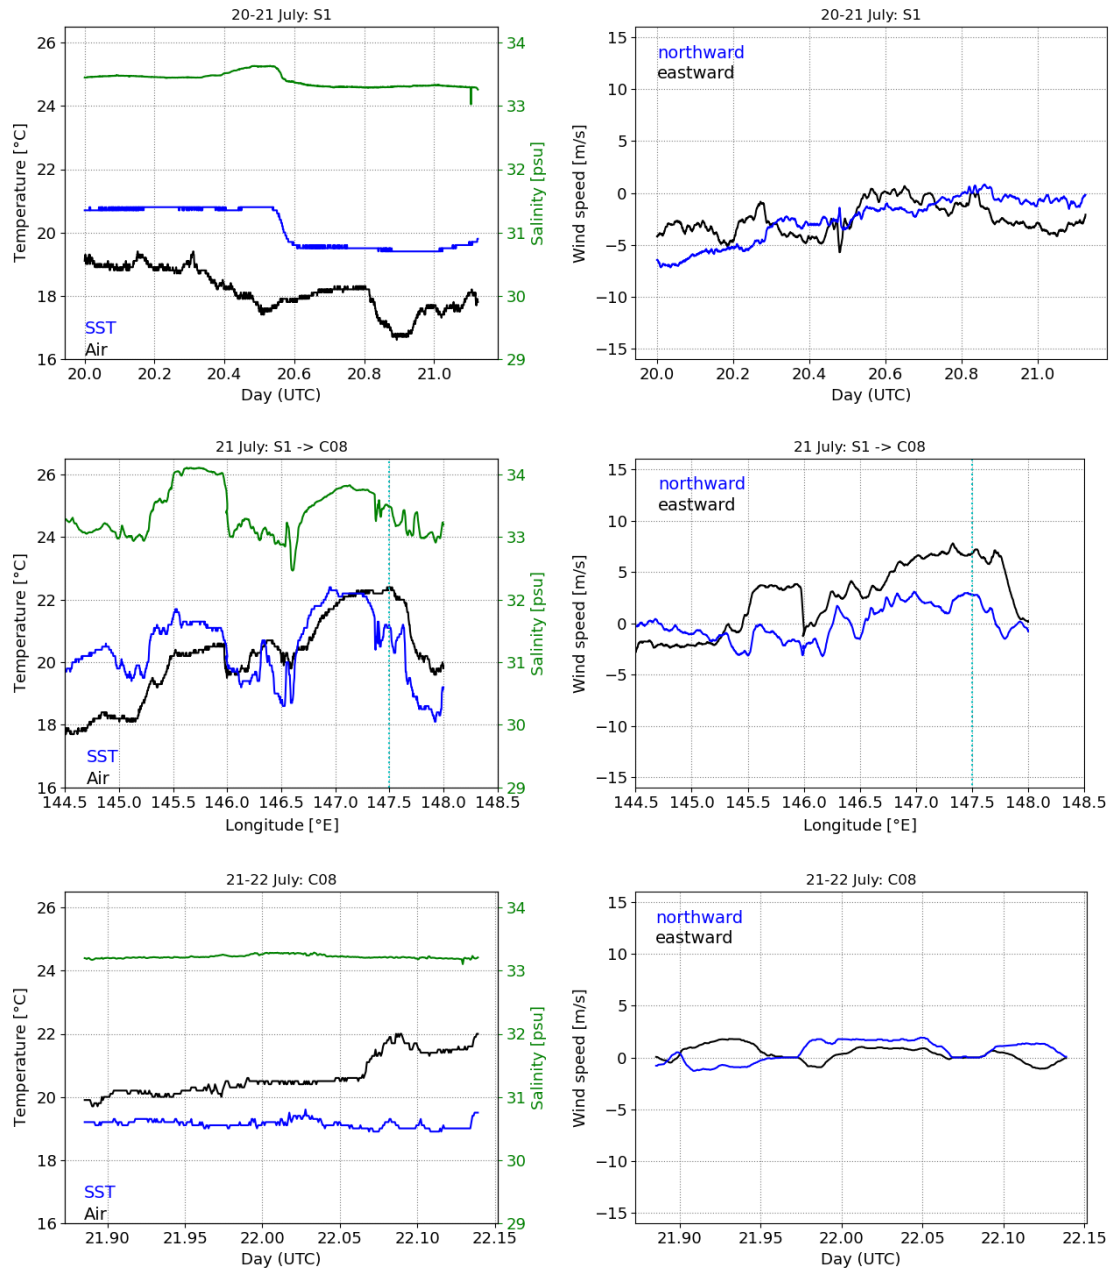 20-21 July: S1
26
24
22
20
18
16
Temperature [°C]
SST
Air
34
33
32
31
30
29
Salinity [psu]
20.0 20.2 20.4 20.6 20.8 21.0
Day (UTC)
20-21 July: S1
15
10
5
0
−5
−10
−15
Wind speed [m/s]
northward
eastward
20.0 20.2 20.4 20.6 20.8 21.0
Day (UTC)
21 July: S1 -> C08
26
24
22
20
18
16
Temperature [°C]
SST
Air
34
33
32
31
30
29
Salinity [psu]
144.5 145.0 145.5 146.0 146.5 147.0 147.5 148.0 148.5
Longitude [°E]
21 July: S1 -> C08
15
10
5
0
−5
−10
−15
Wind speed [m/s]
northward
eastward
144.5 145.0 145.5 146.0 146.5 147.0 147.5 148.0 148.5
Longitude [°E]
21-22 July: C08
26
24
22
20
18
16
Temperature [°C]
SST
Air
34
33
32
31
30
29
Salinity [psu]
21.90 21.95 22.00 22.05 22.10 22.15
Day (UTC)
21-22 July: C08
15
10
5
0
−5
−10
−15
Wind speed [m/s]
northward
eastward
21.90 21.95 22.00 22.05 22.10 22.15
Day (UTC)